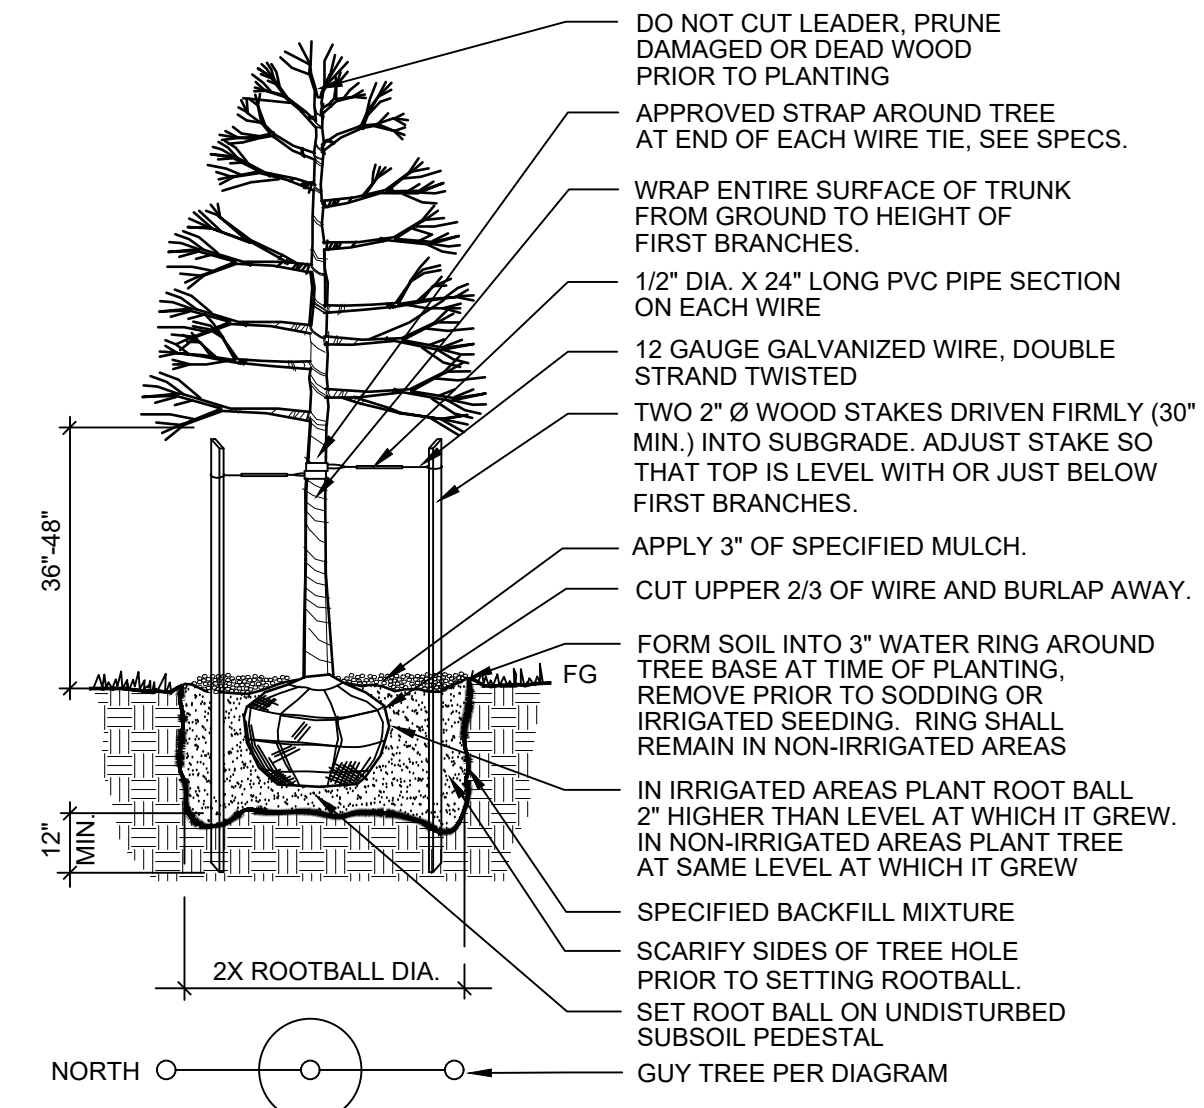 DO NOT CUT LEADER, PRUNE
DAMAGED OR DEAD WOOD
PRIOR TO PLANTING
APPROVED STRAP AROUND TREE
AT END OF EACH WIRE TIE, SEE SPECS.
WRAP ENTIRE SURFACE OF TRUNK
FROM GROUND TO HEIGHT OF
FIRST BRANCHES.
1/2" DIA. X 24" LONG PVC PIPE SECTION
ON EACH WIRE
12 GAUGE GALVANIZED WIRE, DOUBLE
STRAND TWISTED
TWO 2" Ø WOOD STAKES DRIVEN FIRMLY (30"
MIN.) INTO SUBGRADE. ADJUST STAKE SO
THAT TOP IS LEVEL WITH OR JUST BELOW
FIRST BRANCHES.
APPLY 3" OF SPECIFIED MULCH.
CUT UPPER 2/3 OF WIRE AND BURLAP AWAY.
FORM SOIL INTO 3" WATER RING AROUND
TREE BASE AT TIME OF PLANTING,
REMOVE PRIOR TO SODDING OR
IRRIGATED SEEDING. RING SHALL
REMAIN IN NON-IRRIGATED AREAS
IN IRRIGATED AREAS PLANT ROOT BALL
2" HIGHER THAN LEVEL AT WHICH IT GREW.
IN NON-IRRIGATED AREAS PLANT TREE
AT SAME LEVEL AT WHICH IT GREW
SPECIFIED BACKFILL MIXTURE
SCARIFY SIDES OF TREE HOLE
PRIOR TO SETTING ROOTBALL.
SET ROOT BALL ON UNDISTURBED
SUBSOIL PEDESTAL
GUY TREE PER DIAGRAM
36"-48"
FG
12"
MIN.
2X ROOTBALL DIA.
NORTH